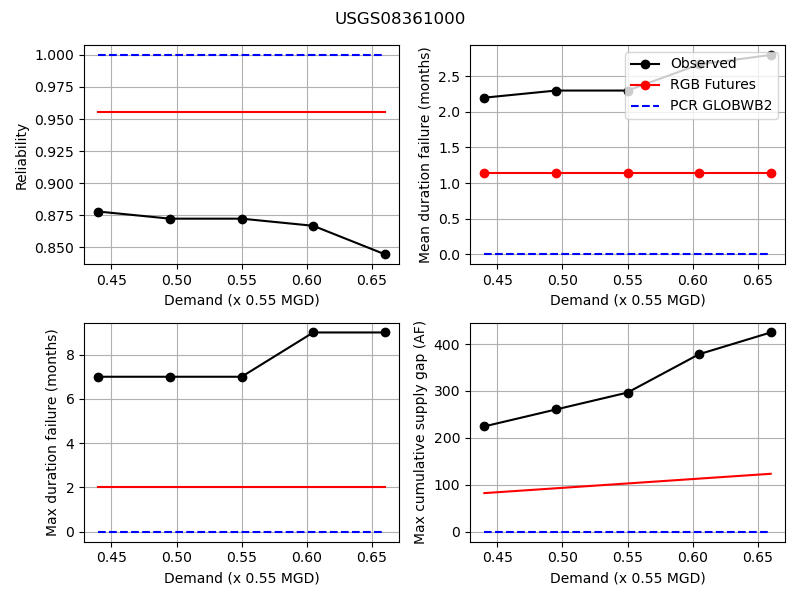 USGS08361000
1.000
0.975
0.950
0.925
0.900
0.875
0.850
Reliability
0.45 0.50 0.55 0.60 0.65
Demand (x 0.55 MGD)
2.5
2.0
1.5
1.0
0.5
0.0
Mean duration failure (months)
Observed
RGB Futures
PCR GLOBWB2
0.45 0.50 0.55 0.60 0.65
Demand (x 0.55 MGD)
8
6
4
2
0
Max duration failure (months)
0.45 0.50 0.55 0.60 0.65
Demand (x 0.55 MGD)
400
300
200
100
0
Max cumulative supply gap (AF)
0.45 0.50 0.55 0.60 0.65
Demand (x 0.55 MGD)